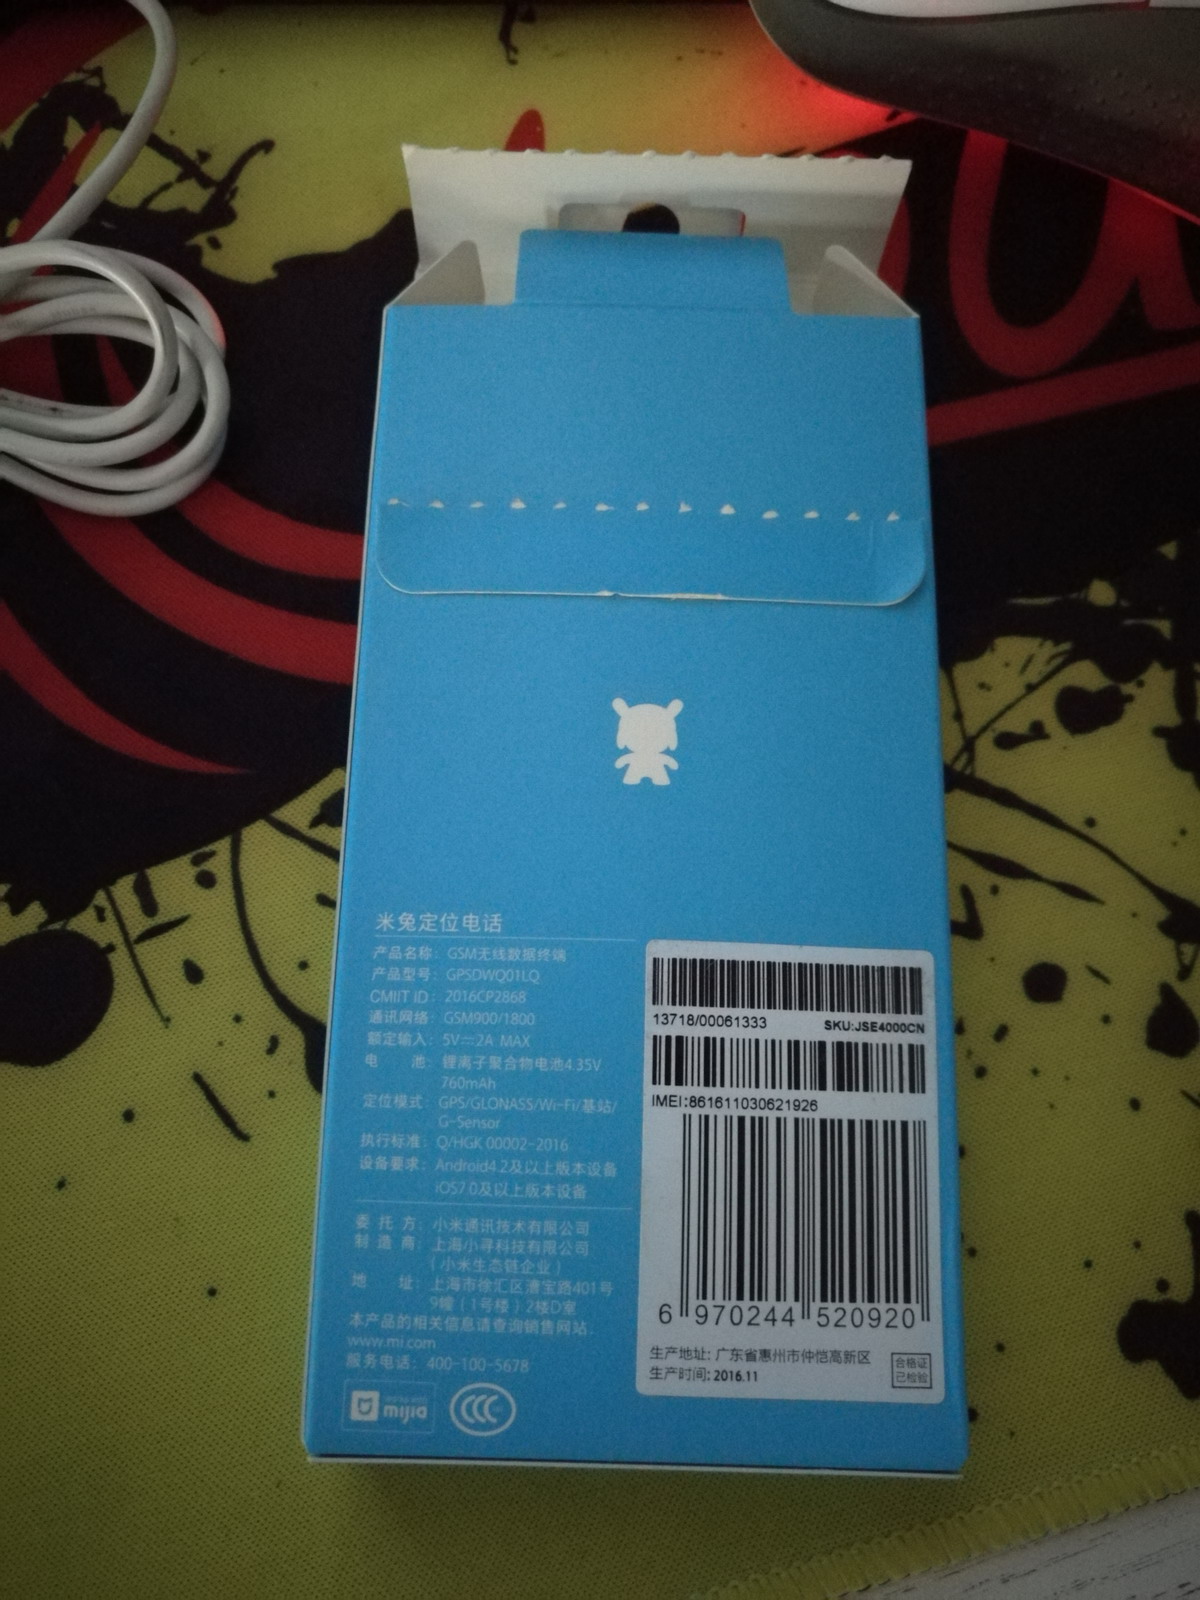 米兔定位电话
产品名称: GSM无线数据终端
产品型号: GPSDWQ01LQ
CMIIT ID: 2016CP2868
通讯网络: GSM900/1800
额定输入: 5V⎓2A MAX
电 池: 锂离子聚合物电池4.35V
760mAh
定位模式: GPS/GLONASS/Wi-Fi/基站/
G-Sensor
执行标准: Q/HGK 00002-2016
设备要求: Android4.2及以上版本设备
iOS7.0及以上版本设备
委 托 方: 小米通讯技术有限公司
制 造 商: 上海小寻科技有限公司
(小米生态链企业)
地 址: 上海市徐汇区漕宝路401号
9幢(1号楼)2楼D室
本产品的相关信息请查询销售网站.
www.mi.com
服务电话: 400-100-5678
mijia
CCC
13718/00061333 SKU:JSE4000CN
IMEI:861611030621926
6 970244 520920
生产地址: 广东省惠州市仲恺高新区
生产时间: 2016.11
合格证
已检验